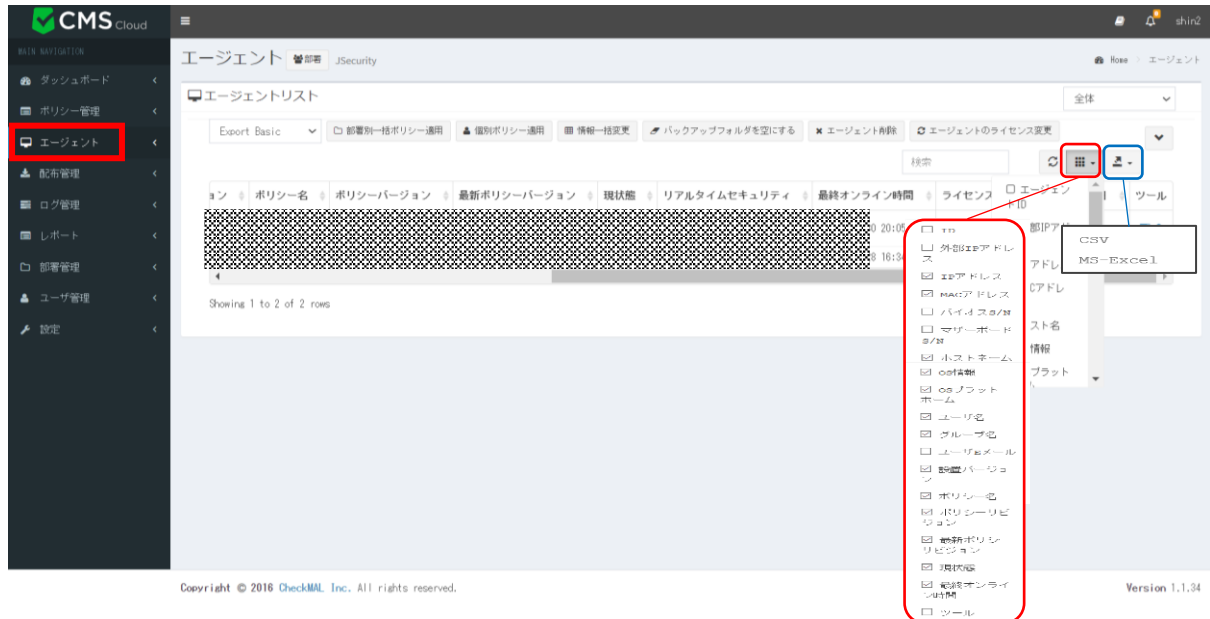 CMS Cloud
shin2
MAIN NAVIGATION
ダッシュボード
ポリシー管理
エージェント
配布管理
ログ管理
レポート
部署管理
ユーザ管理
設定
エージェント 部署 JSecurity
Home > エージェント
エージェントリスト
全体
Export Basic
部署別一括ポリシー適用
個別ポリシー適用
情報一括変更
バックアップフォルダを空にする
エージェント削除
エージェントのライセンス変更
検索
ョン ポリシー名 ポリシーバージョン 最新ポリシーバージョン 現状態 リアルタイムセキュリティ 最終オンライン時間 ライセンス ツール
エージェン
トID
20:05
部IPアド
16:34
アドレ
Cアドレ
スト名
情報
プラット
Showing 1 to 2 of 2 rows
CSV
MS-Excel
ID
外部IPアドレ
ス
IPアドレス
MACアドレス
バイオスS/N
マザーボード
S/N
ホストネーム
OS情報
OSプラット
ホーム
ユーザ名
グループ名
ユーザEメール
設置バージョ
ン
ポリシー名
ポリシーリビ
ジョン
最新ポリシー
リビジョン
現状態
最終オンライ
ン時間
ツール
Copyright © 2016 CheckMAL Inc. All rights reserved.
Version 1.1.34